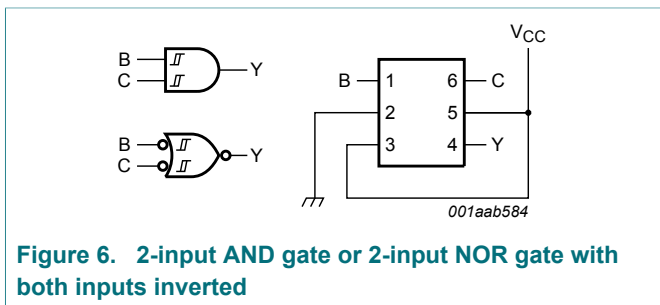 B
C
Y
B
C
Y
VCC
B 1 6 C
2 5
3 4 Y
001aab584
Figure 6. 2-input AND gate or 2-input NOR gate with
both inputs inverted